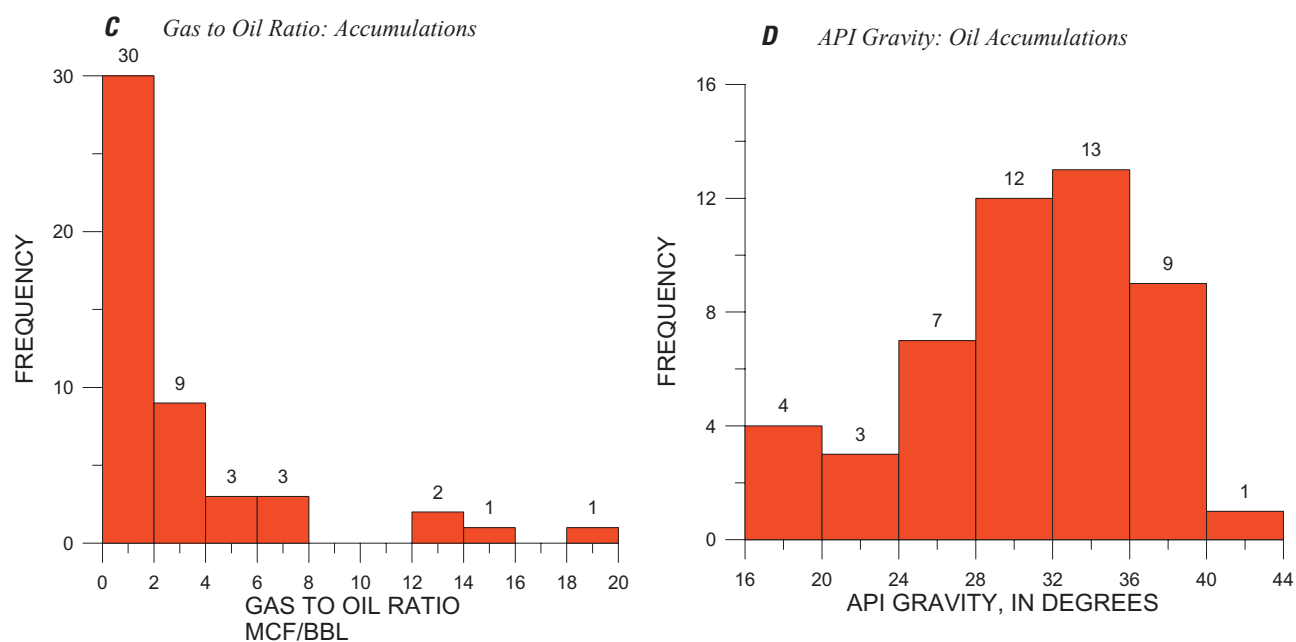 C Gas to Oil Ratio: Accumulations
30
30
20
10
0
FREQUENCY
9
3
3
2
1
1
0 2 4 6 8 10 12 14 16 18 20
GAS TO OIL RATIO
MCF/BBL
D API Gravity: Oil Accumulations
16
12
8
4
0
FREQUENCY
4
3
7
12
13
9
1
16 20 24 28 32 36 40 44
API GRAVITY, IN DEGREES